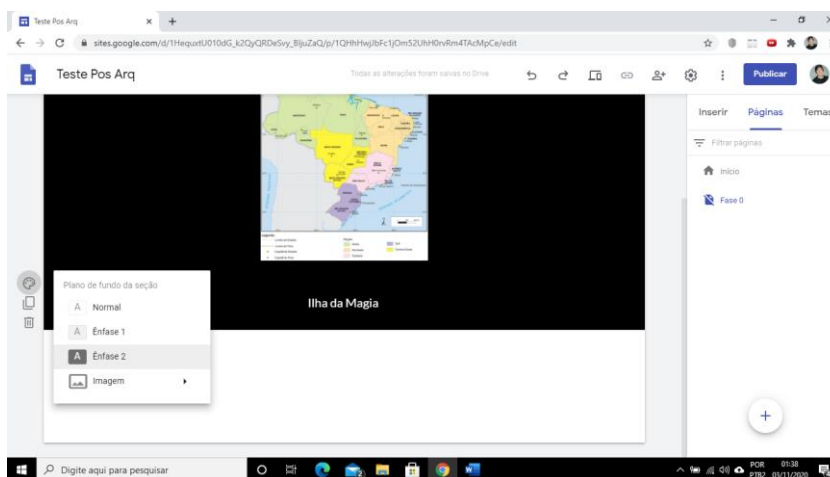 Teste Pos Arq
sites.google.com/d/1HequxtU010dG_k2QyQRDeSvy_BljuZaQ/p/1QHhHwjJbFc1jOm52UhH0rvRm4TAcMpCe/edit
Teste Pos Arq
Todas as alterações foram salvas no Drive
Publicar
Inserir Páginas Temas
Filtrar páginas
Início
Fase 0
Plano de fundo da seção
A Normal
A Ênfase 1
A Ênfase 2
Imagem
Ilha da Magia
Digite aqui para pesquisar
POR 01:38
PTB2 03/11/2020